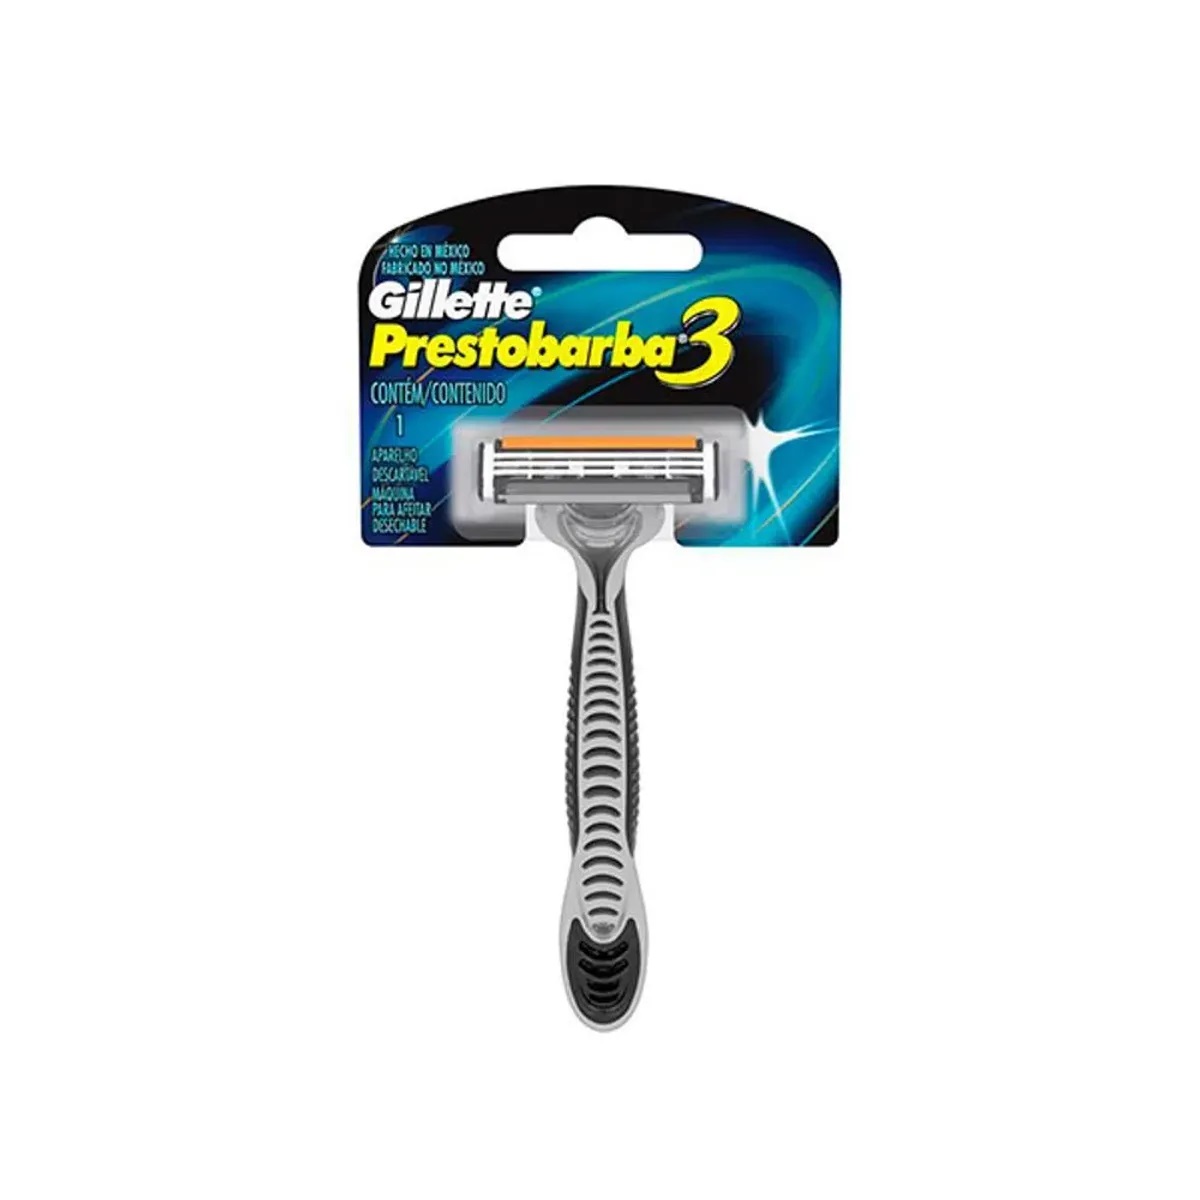 HECHO EN MÉXICO
FABRICADO NO MÉXICO
Gillette®
Prestobarba®3
CONTÉM/CONTENIDO
1
APARELHO
DESCARTÁVEL
MÁQUINA
PARA AFEITAR
DESECHABLE